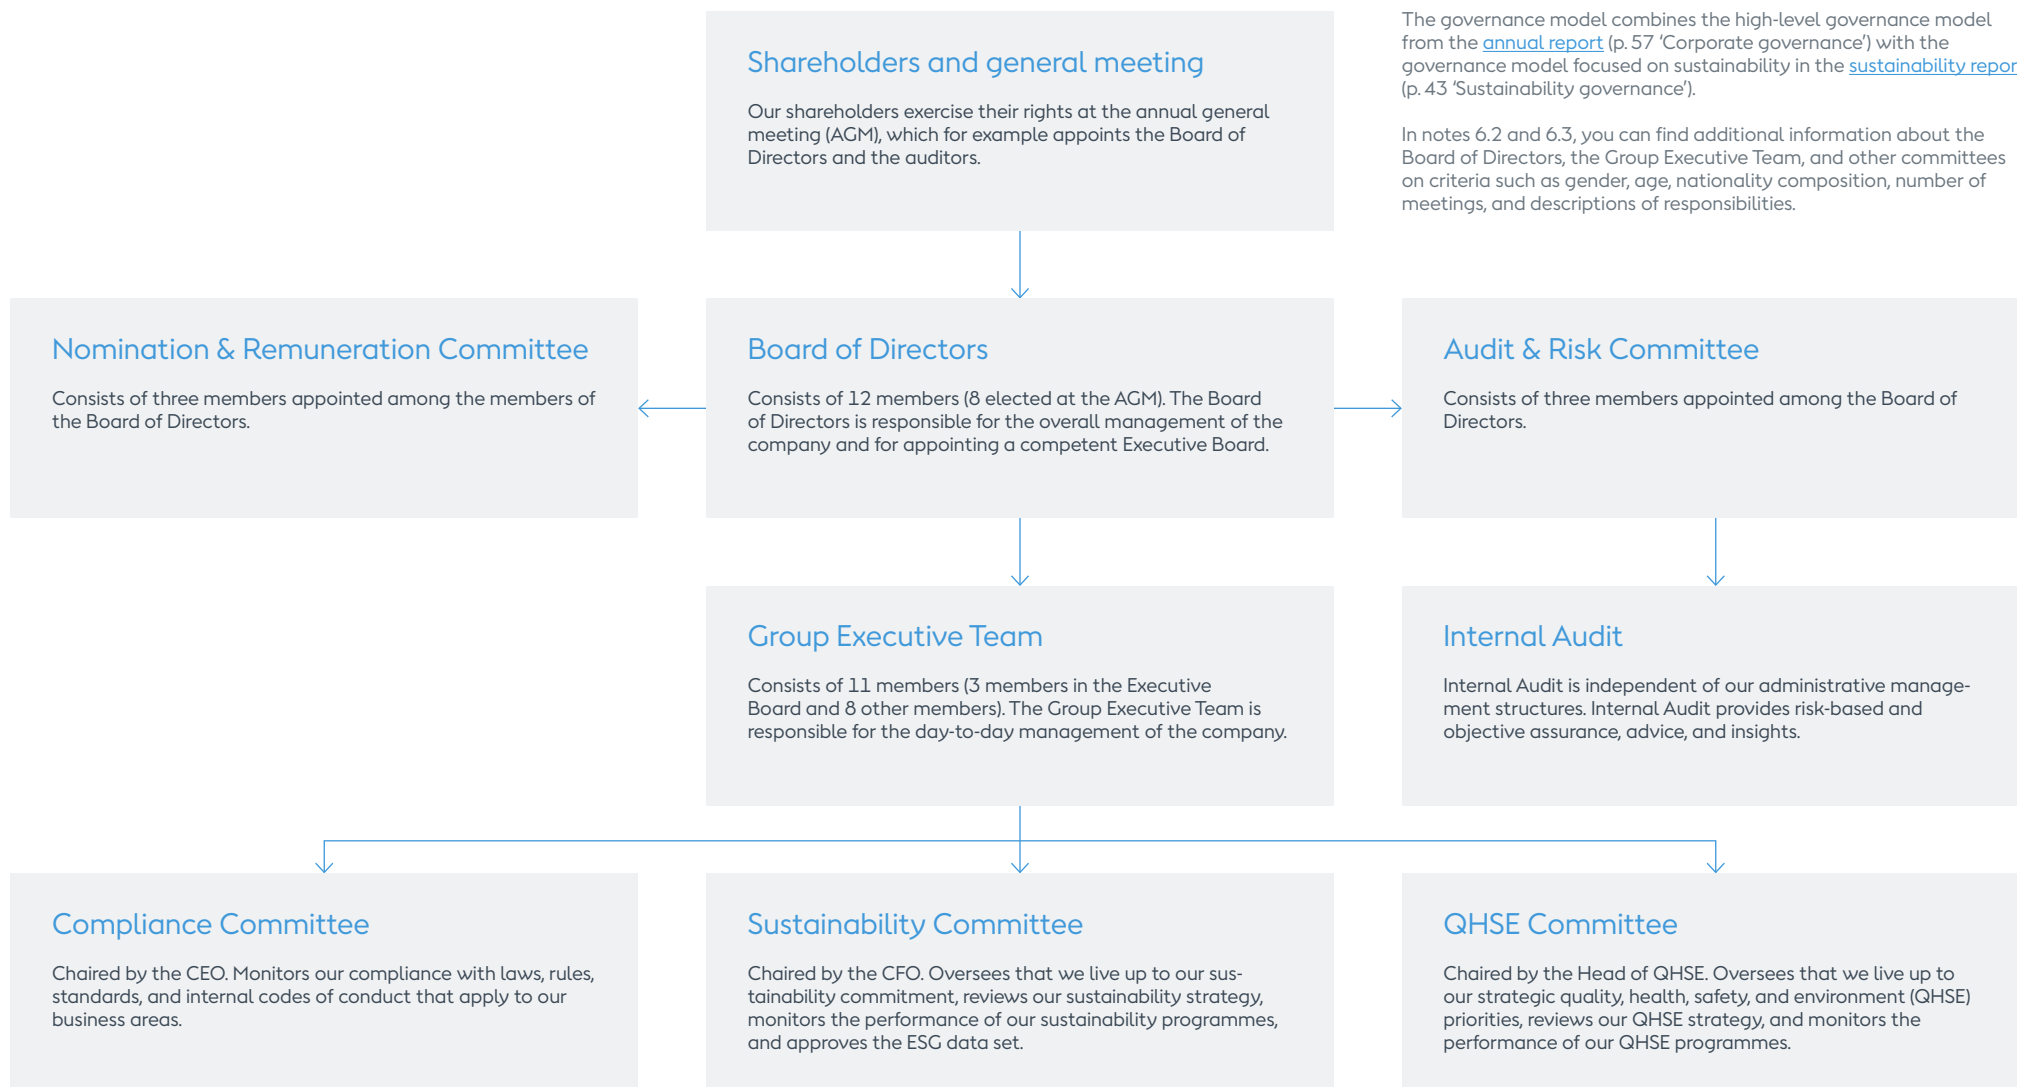 Shareholders and general meeting
Our shareholders exercise their rights at the annual general
meeting (AGM), which for example appoints the Board of
Directors and the auditors.
The governance model combines the high-level governance model
from the annual report (p. 57 ‘Corporate governance’) with the
governance model focused on sustainability in the sustainability repor
(p. 43 ‘Sustainability governance’).
In notes 6.2 and 6.3, you can find additional information about the
Board of Directors, the Group Executive Team, and other committees
on criteria such as gender, age, nationality composition, number of
meetings, and descriptions of responsibilities.
Nomination & Remuneration Committee
Consists of three members appointed among the members of
the Board of Directors.
Board of Directors
Consists of 12 members (8 elected at the AGM). The Board
of Directors is responsible for the overall management of the
company and for appointing a competent Executive Board.
Audit & Risk Committee
Consists of three members appointed among the Board of
Directors.
Group Executive Team
Consists of 11 members (3 members in the Executive
Board and 8 other members). The Group Executive Team is
responsible for the day-to-day management of the company.
Internal Audit
Internal Audit is independent of our administrative manage-
ment structures. Internal Audit provides risk-based and
objective assurance, advice, and insights.
Compliance Committee
Chaired by the CEO. Monitors our compliance with laws, rules,
standards, and internal codes of conduct that apply to our
business areas.
Sustainability Committee
Chaired by the CFO. Oversees that we live up to our sus-
tainability commitment, reviews our sustainability strategy,
monitors the performance of our sustainability programmes,
and approves the ESG data set.
QHSE Committee
Chaired by the Head of QHSE. Oversees that we live up to
our strategic quality, health, safety, and environment (QHSE)
priorities, reviews our QHSE strategy, and monitors the
performance of our QHSE programmes.